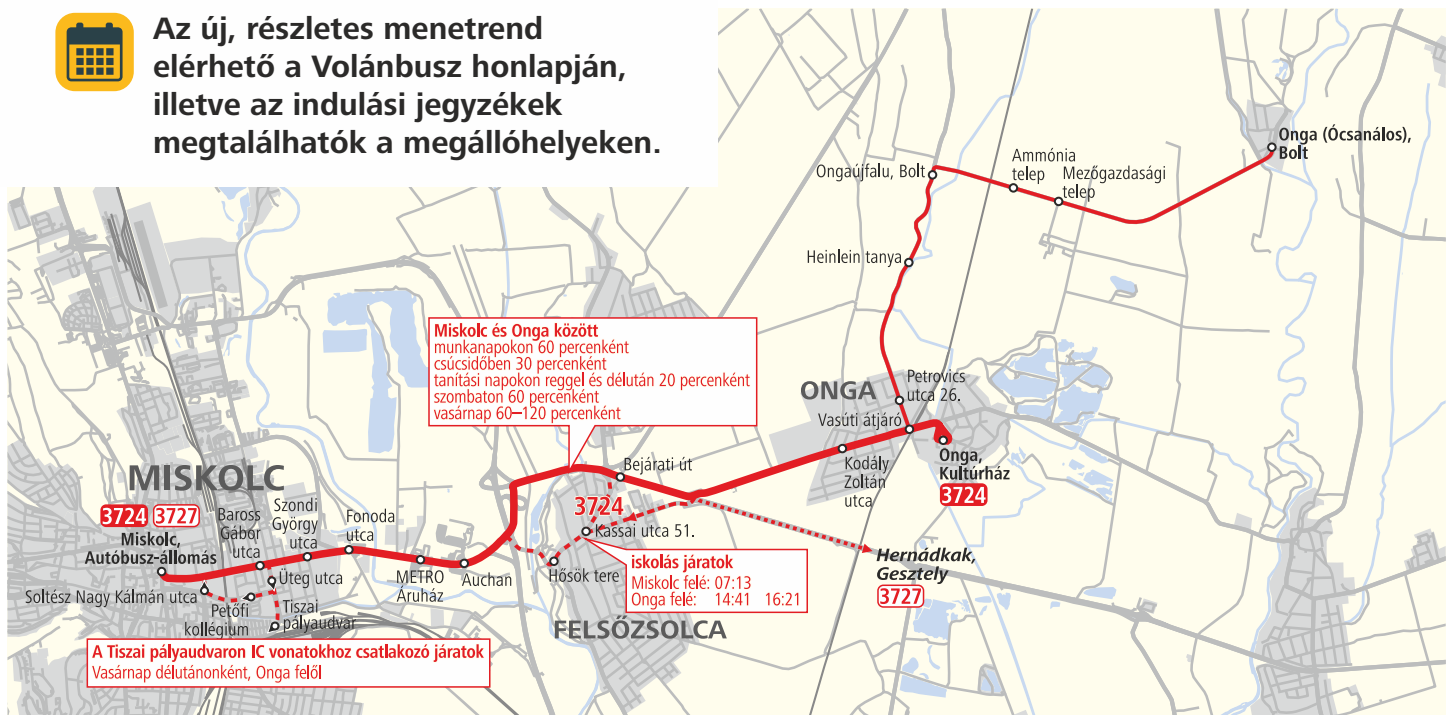 Az új, részletes menetrend
elérhető a Volánbusz honlapján,
illetve az indulási jegyzékek
megtalálhatók a megállóhelyeken.
Onga (Ócsanálos),
Bolt
Ammónia
telep
Mezőgazdasági
telep
Ongaújfalu, Bolt
Heinlein tanya
Miskolc és Onga között
munkanapokon 60 percenként
csúcsidőben 30 percenként
tanítási napokon reggel és délután 20 percenként
szombaton 60 percenként
vasárnap 60–120 percenként
ONGA
Petrovics
utca 26.
Vasúti átjáró
Kodály
Zoltán
utca
Onga,
Kultúrház
3724
Bejárati út
MISKOLC
3724 3727
Miskolc,
Autóbusz-állomás
Baross
Gábor
utca
Szondi
György
utca
Fonoda
utca
METRO
Áruház
Auchan
3724
Kassai utca 51.
Hősök tere
iskolás járatok
Miskolc felé: 07:13
Onga felé: 14:41 16:21
Hernádkak,
Gesztely
3727
FELSŐZSOLCA
Soltész Nagy Kálmán utca
Petőfi
kollégium
Üteg utca
Tiszai
pályaudvar
A Tiszai pályaudvaron IC vonatokhoz csatlakozó járatok
Vasárnap délutánonként, Onga felől